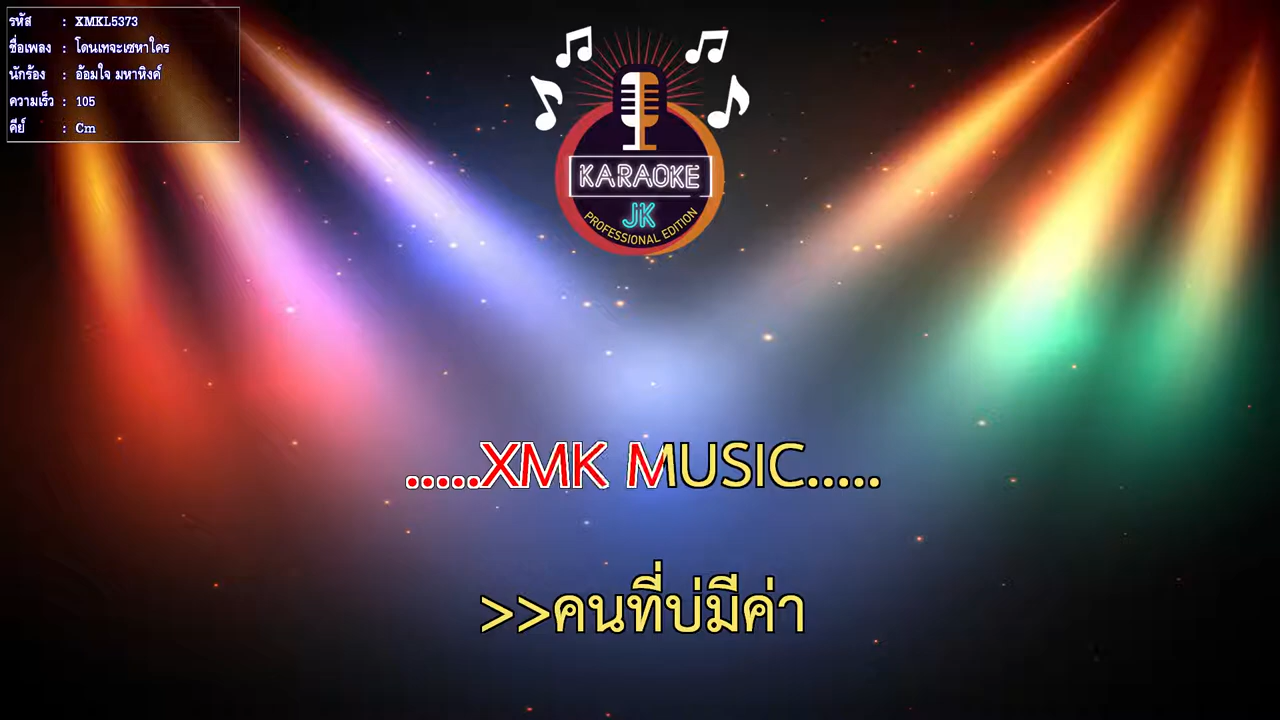 รหัส : XMKL5373
ชื่อเพลง : โดนเทจะเซหาใคร
นักร้อง : อ้อมใจ มหาหิงค์
ความเร็ว : 105
คีย์ : Cm
KARAOKE
JK
PROFESSIONAL EDITION
.....XMK MUSIC.....
>>คนที่บ่มีค่า